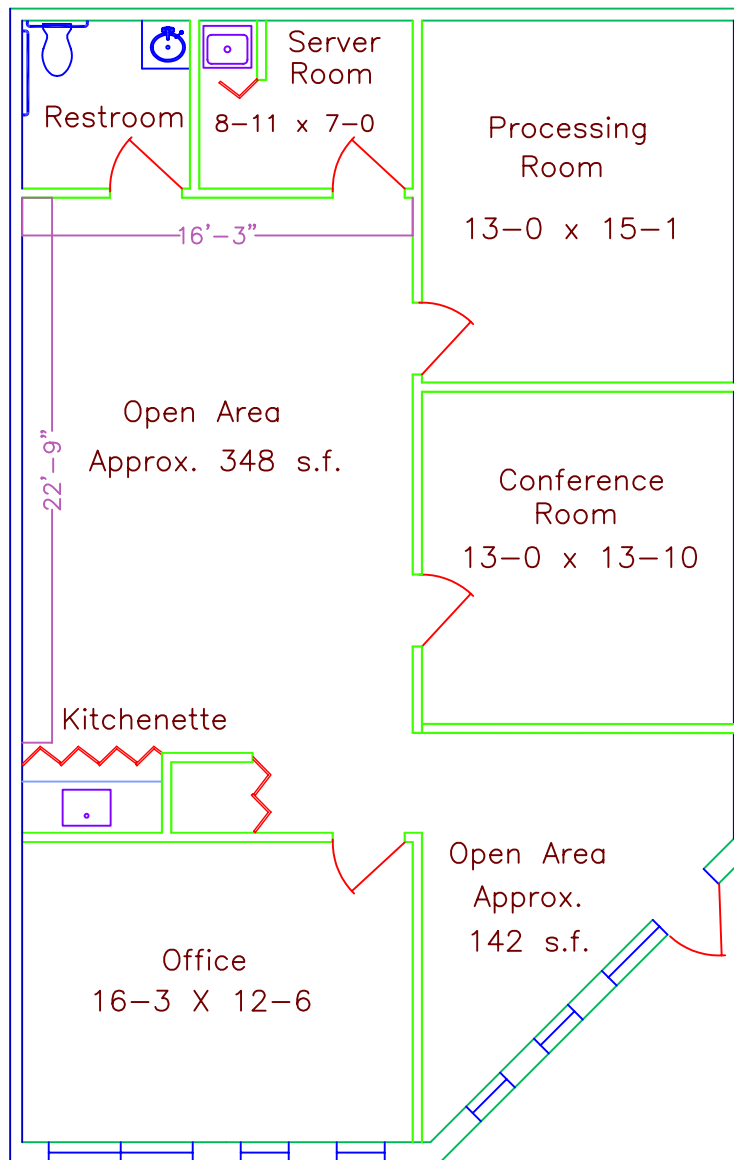 Server
Room
8-11 x 7-0
Restroom
Processing
Room
13-0 x 15-1
16'-3"
Open Area
Approx. 348 s.f.
22'-9"
Conference
Room
13-0 x 13-10
Kitchenette
Open Area
Approx.
142 s.f.
Office
16-3 X 12-6